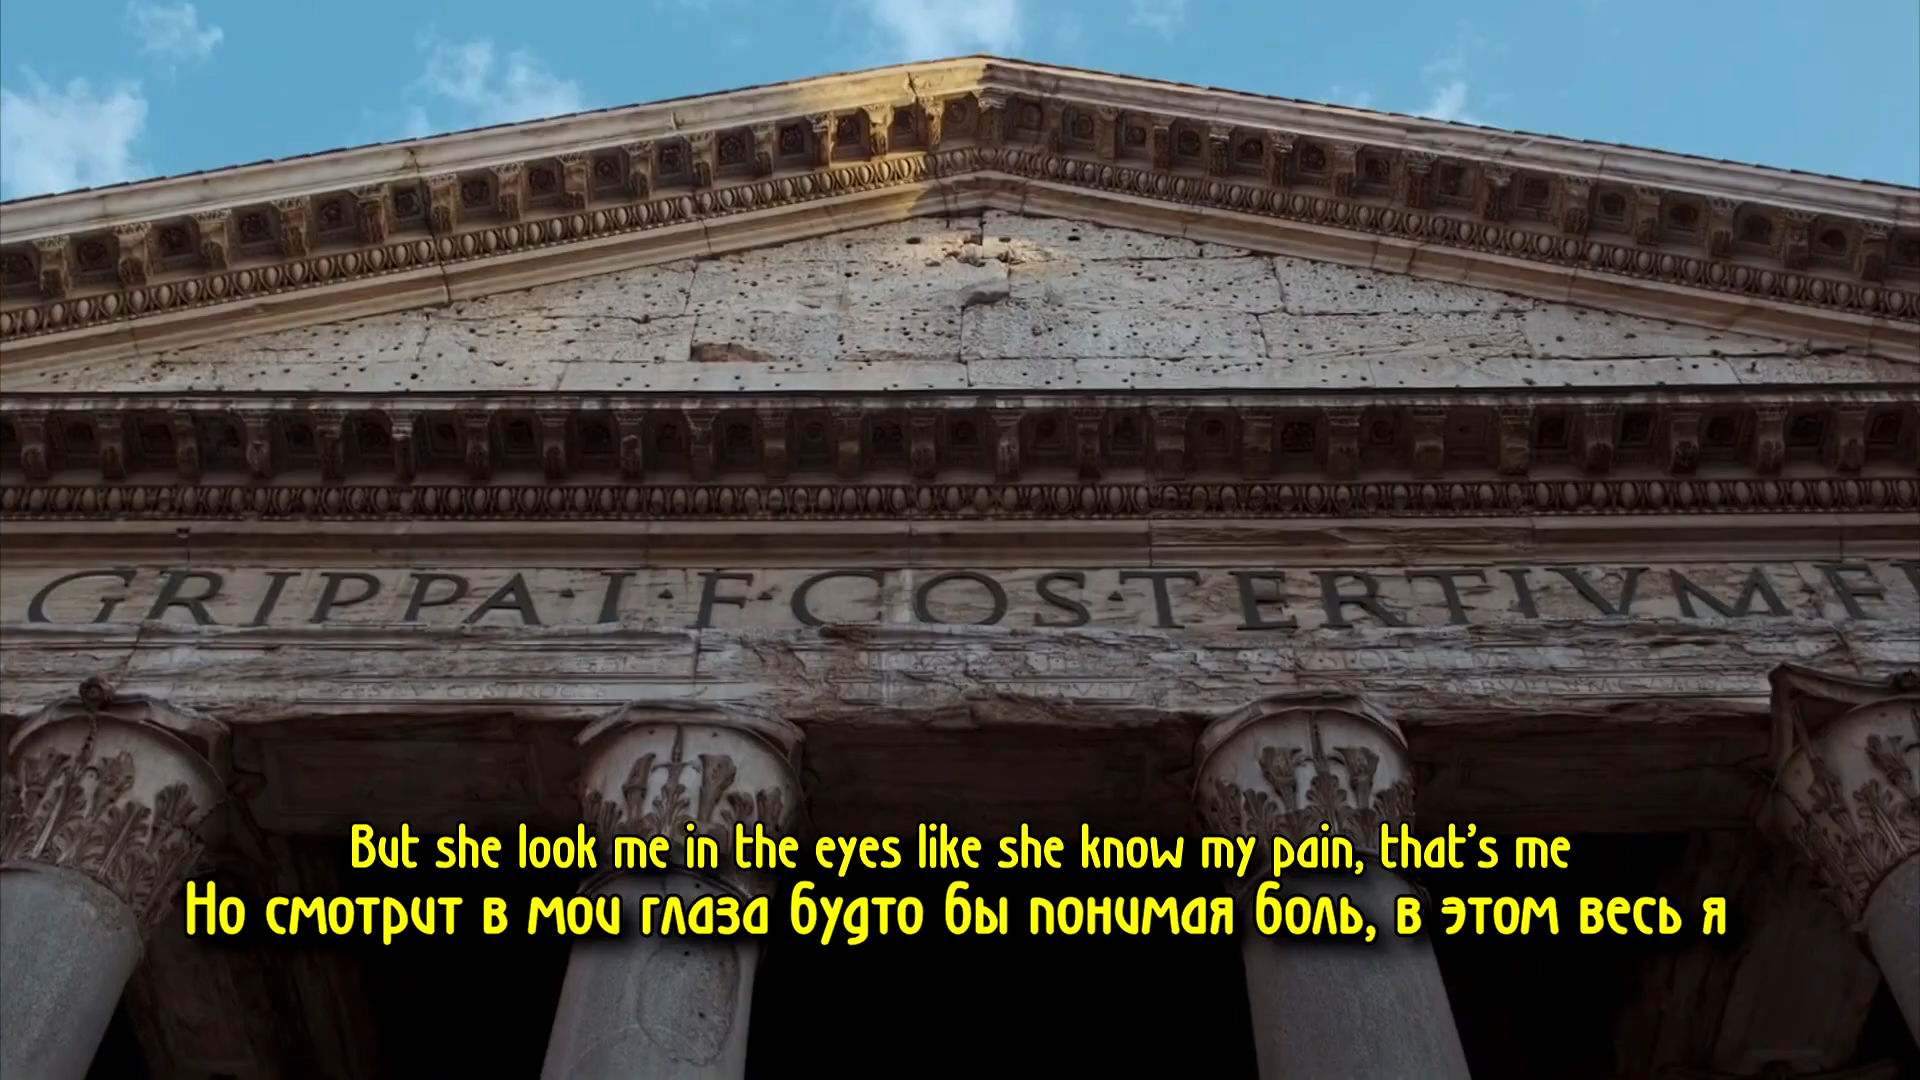 GRIPPA·I·F·COS·TERTIVM·F
But she look me in the eyes like she know my pain, that's me
Но смотрит в мои глаза будто бы понимая боль, в этом весь я